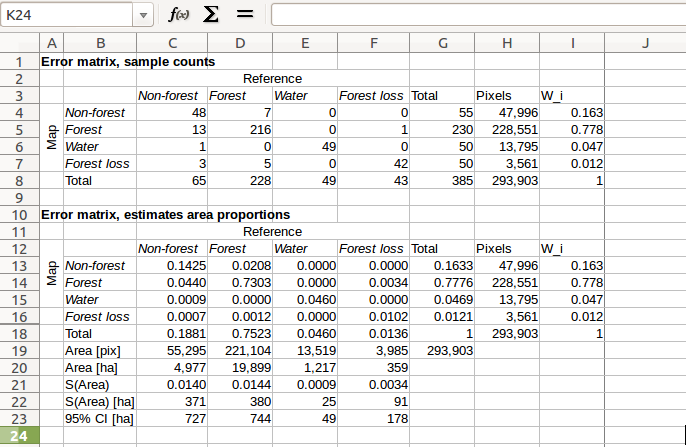 K24 f(x) Σ =
A B C D E F G H I J
1 Error matrix, sample counts
2 Reference
3 Non-forest Forest Water Forest loss Total Pixels W_i
4 Non-forest 48 7 0 0 55 47,996 0.163
5 Forest 13 216 0 1 230 228,551 0.778
Map
6 Water 1 0 49 0 50 13,795 0.047
7 Forest loss 3 5 0 42 50 3,561 0.012
8 Total 65 228 49 43 385 293,903 1
9
10 Error matrix, estimates area proportions
11 Reference
12 Non-forest Forest Water Forest loss Total Pixels W_i
13 Non-forest 0.1425 0.0208 0.0000 0.0000 0.1633 47,996 0.163
Map
14 Forest 0.0440 0.7303 0.0000 0.0034 0.7776 228,551 0.778
15 Water 0.0009 0.0000 0.0460 0.0000 0.0469 13,795 0.047
16 Forest loss 0.0007 0.0012 0.0000 0.0102 0.0121 3,561 0.012
18 Total 0.1881 0.7523 0.0460 0.0136 1 293,903 1
19 Area [pix] 55,295 221,104 13,519 3,985 293,903
20 Area [ha] 4,977 19,899 1,217 359
21 S(Area) 0.0140 0.0144 0.0009 0.0034
22 S(Area) [ha] 371 380 25 91
23 95% CI [ha] 727 744 49 178
24